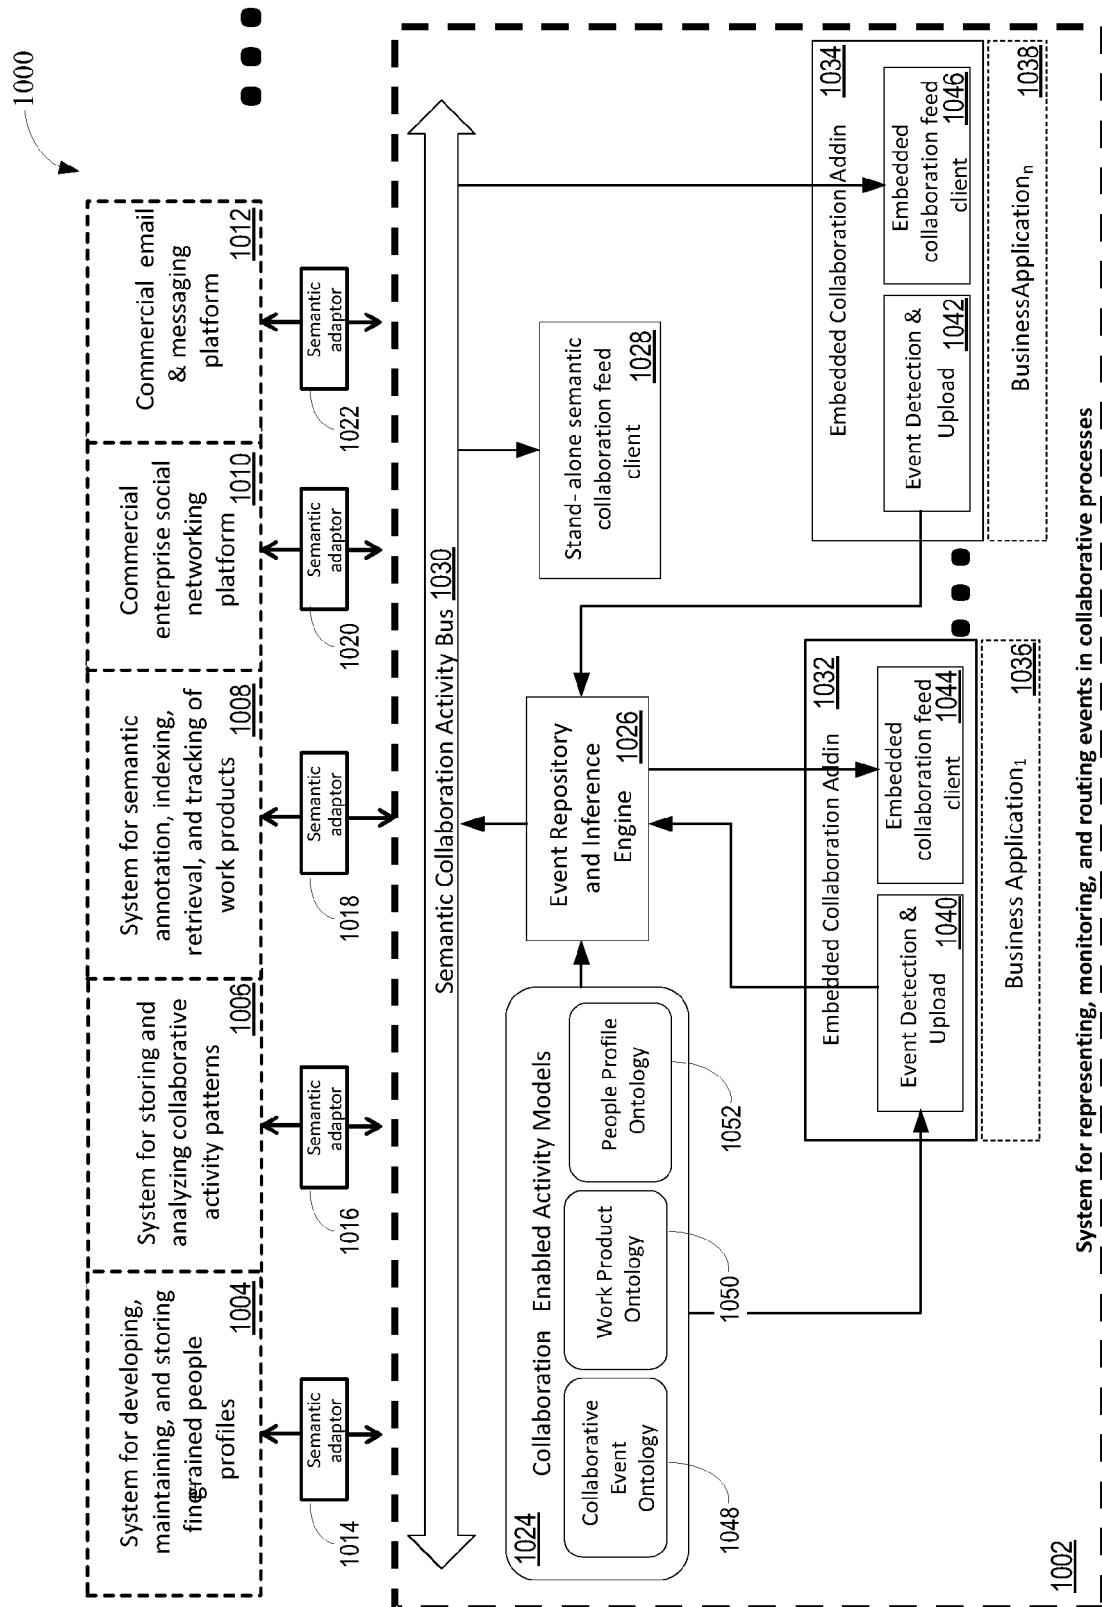 1000
System for developing,
maintaining, and storing
finegrained people
profiles
1004
System for storing and
analyzing collaborative
activity patterns
1006
System for semantic
annotation, indexing,
retrieval, and tracking of
work products
1008
Commercial
enterprise social
networking
platform
1010
Commercial email
& messaging
platform
1012
Semantic
adaptor
1014
Semantic
adaptor
1016
Semantic
adaptor
1018
Semantic
adaptor
1020
Semantic
adaptor
1022
Semantic Collaboration Activity Bus 1030
1024
Collaboration Enabled Activity Models
Collaborative
Event
Ontology
1048
Work Product
Ontology
1050
People Profile
Ontology
1052
Event Repository
and Inference
Engine 1026
Stand- alone semantic
collaboration feed
client 1028
Embedded Collaboration Addin 1032
Event Detection &
Upload 1040
Embedded
collaboration feed
client 1044
Business Application1 1036
Embedded Collaboration Addin 1034
Event Detection &
Upload 1042
Embedded
collaboration feed
client 1046
BusinessApplicationn 1038
1002
System for representing, monitoring, and routing events in collaborative processes